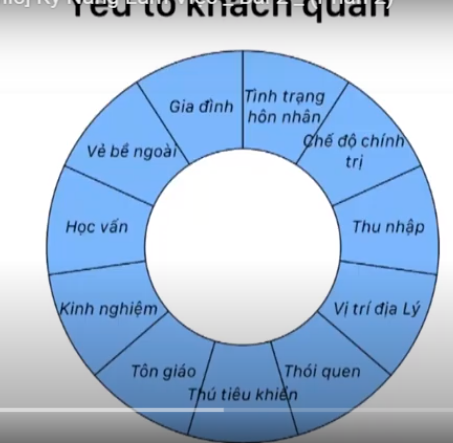 Yếu tố khách quan
Tình trạng
hôn nhân
Chế độ chính
trị
Thu nhập
Vị trí địa Lý
Thói quen
Thú tiêu khiển
Tôn giáo
Kinh nghiệm
Học vấn
Vẻ bề ngoài
Gia đình